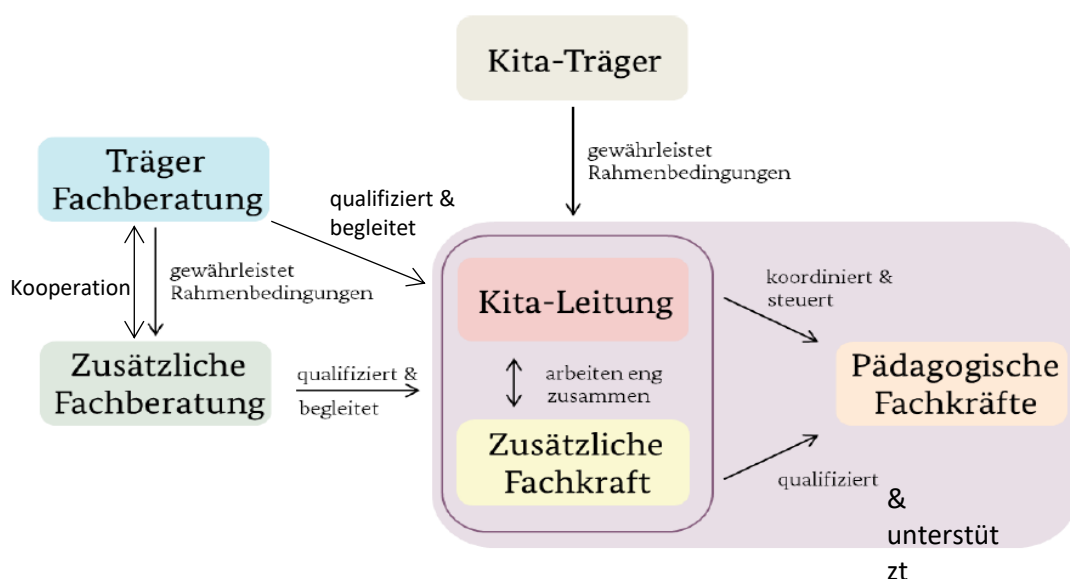 Kita-Träger
gewährleistet
Rahmenbedingungen
Träger
Fachberatung
qualifiziert &
begleitet
Kooperation
gewährleistet
Rahmenbedingungen
Kita-Leitung
koordiniert &
steuert
Zusätzliche
Fachberatung
qualifiziert &
begleitet
arbeiten eng
zusammen
Pädagogische
Fachkräfte
Zusätzliche
Fachkraft
qualifiziert
&
unterstüt
zt